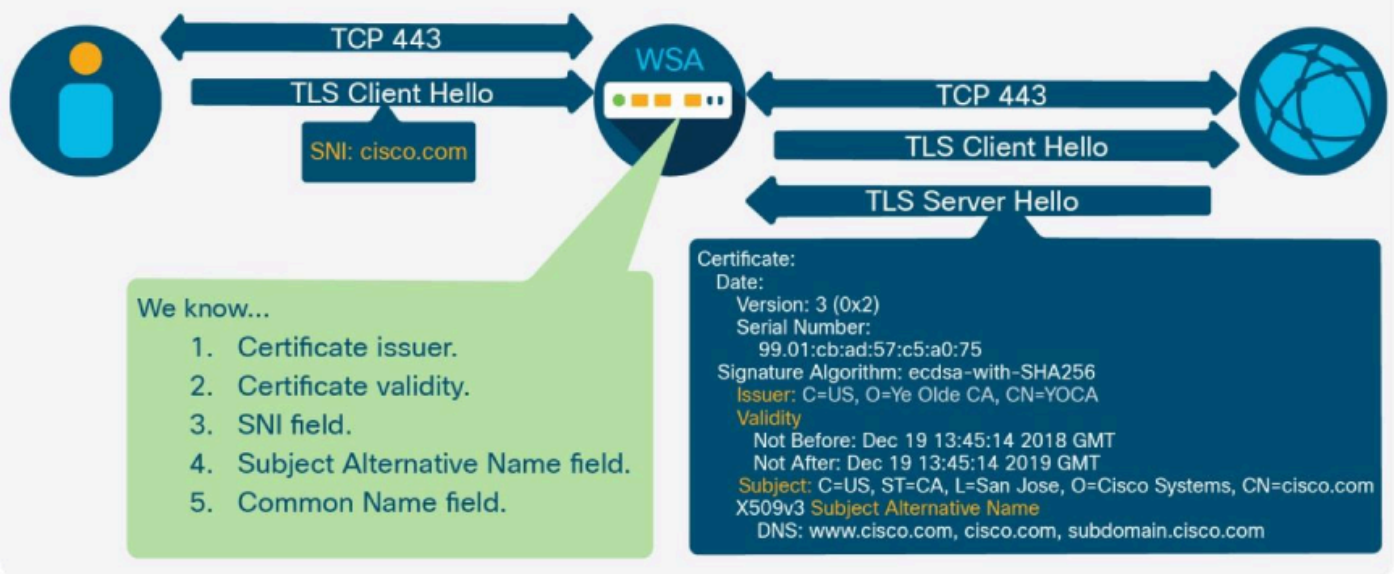 TCP 443
WSA
TLS Client Hello
TCP 443
SNI: cisco.com
TLS Client Hello
TLS Server Hello
We know...
1. Certificate issuer.
2. Certificate validity.
3. SNI field.
4. Subject Alternative Name field.
5. Common Name field.
Certificate:
Date:
Version: 3 (0x2)
Serial Number:
99.01:cb:ad:57:c5:a0:75
Signature Algorithm: ecdsa-with-SHA256
Issuer: C=US, O=Ye Olde CA, CN=YOCA
Validity
Not Before: Dec 19 13:45:14 2018 GMT
Not After: Dec 19 13:45:14 2019 GMT
Subject: C=US, ST=CA, L=San Jose, O=Cisco Systems, CN=cisco.com
X509v3 Subject Alternative Name
DNS: www.cisco.com, cisco.com, subdomain.cisco.com